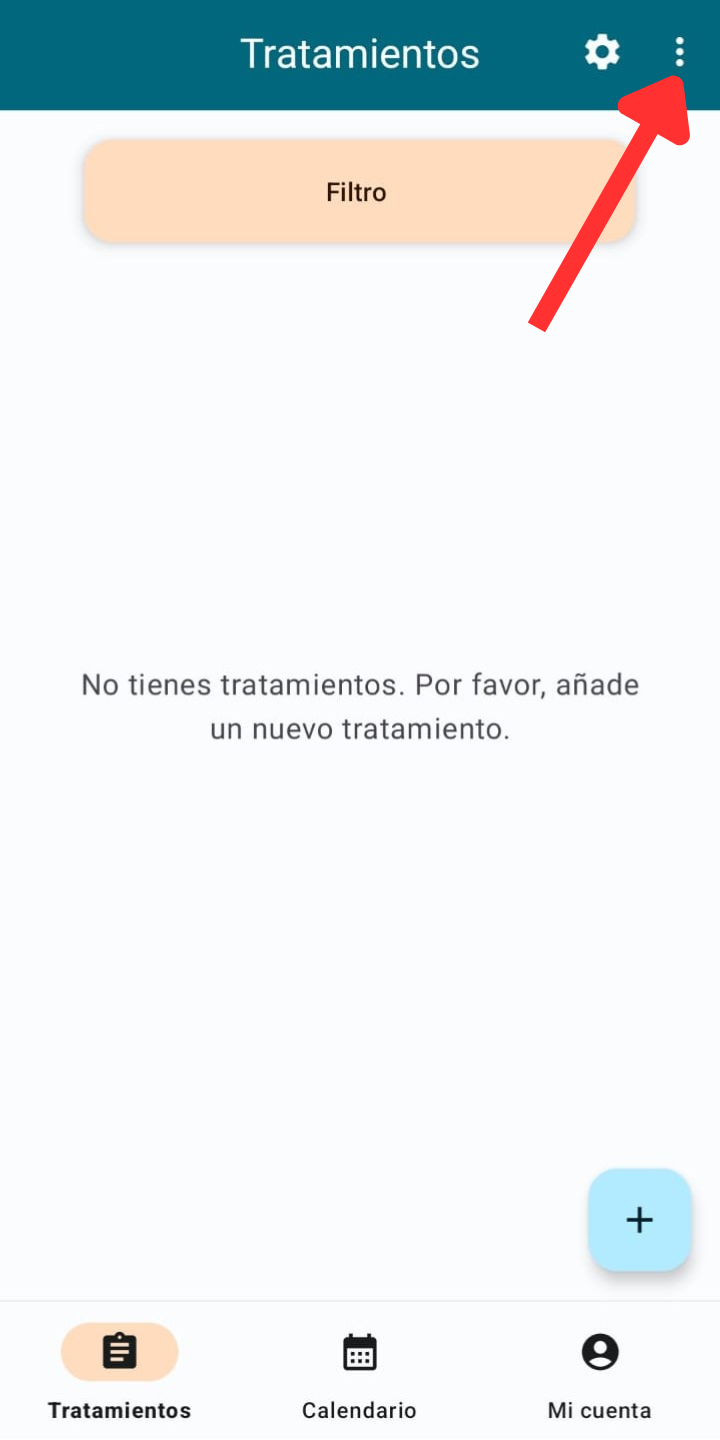 Tratamientos
Filtro
No tienes tratamientos. Por favor, añade
un nuevo tratamiento.
Tratamientos
Calendario
Mi cuenta